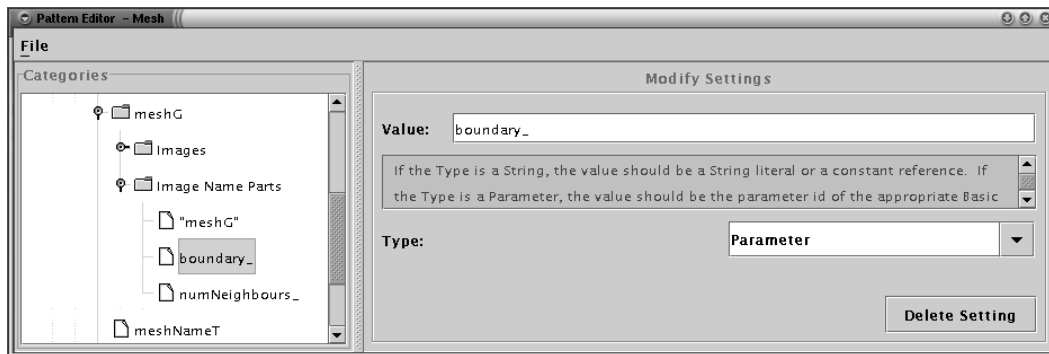 Pattern Editor - Mesh
File
Categories
meshG
Images
Image Name Parts
"meshG"
boundary_
numNeighbours_
meshNameT
Modify Settings
Value: boundary_
If the Type is a String, the value should be a String literal or a constant reference. If
the Type is a Parameter, the value should be the parameter id of the appropriate Basic
Type: Parameter
Delete Setting